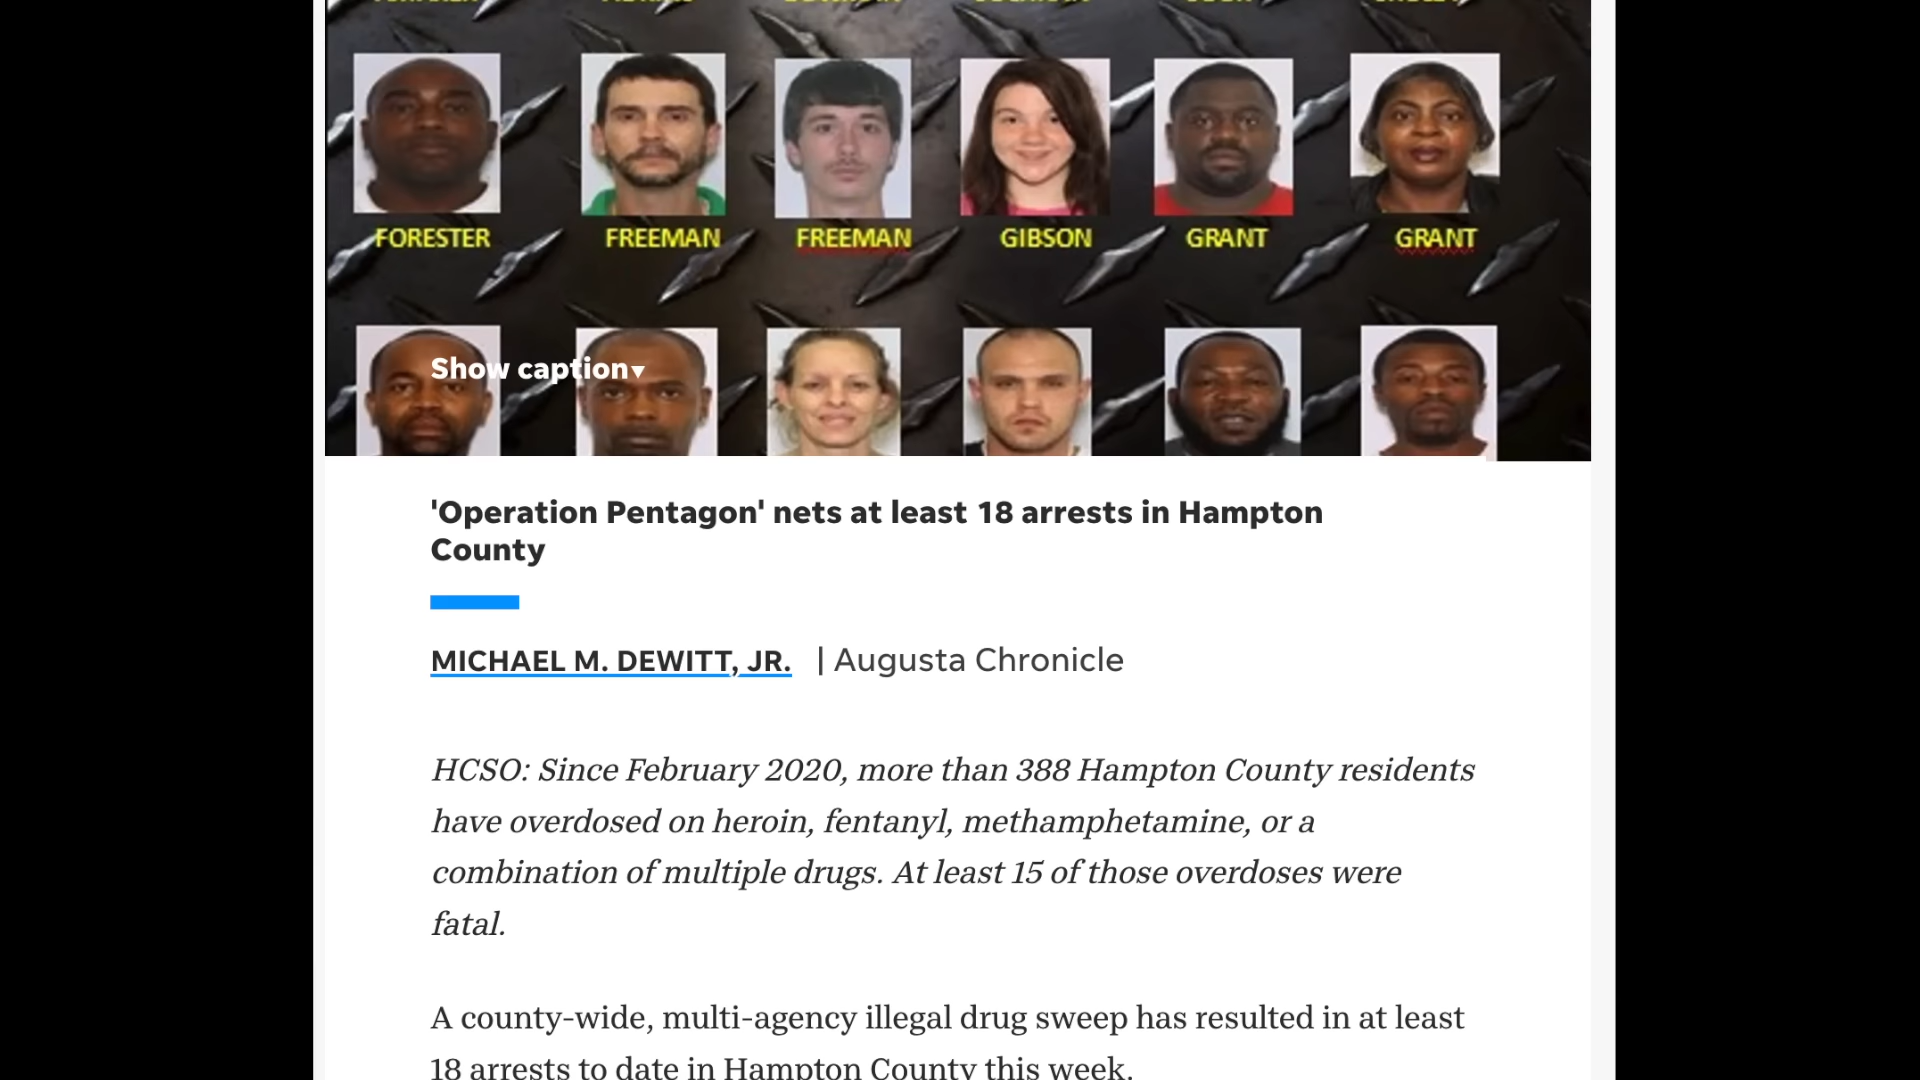 FORESTER FREEMAN FREEMAN GIBSON GRANT GRANT
Show caption▾
'Operation Pentagon' nets at least 18 arrests in Hampton
County
MICHAEL M. DEWITT, JR. | Augusta Chronicle
HCSO: Since February 2020, more than 388 Hampton County residents
have overdosed on heroin, fentanyl, methamphetamine, or a
combination of multiple drugs. At least 15 of those overdoses were
fatal.
A county-wide, multi-agency illegal drug sweep has resulted in at least
18 arrests to date in Hampton County this week.